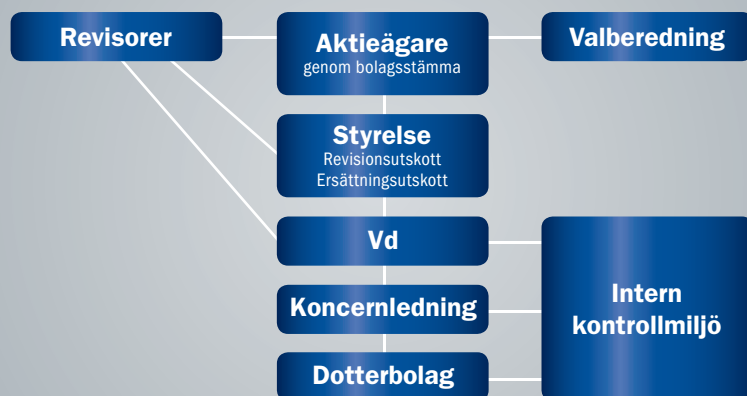 Revisorer
Aktieägare
genom bolagsstämma
Valberedning
Styrelse
Revisionsutskott
Ersättningsutskott
Vd
Koncernledning
Dotterbolag
Intern
kontrollmiljö